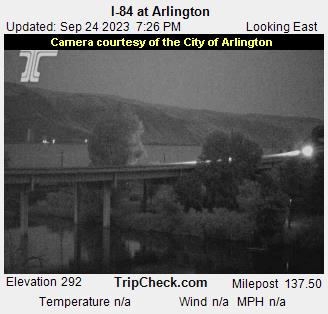 I-84 at Arlington
Updated: Sep 24 2023 7:26 PM Looking East
Camera courtesy of the City of Arlington
Elevation 292 TripCheck.com Milepost 137.50
Temperature n/a Wind n/a MPH n/a